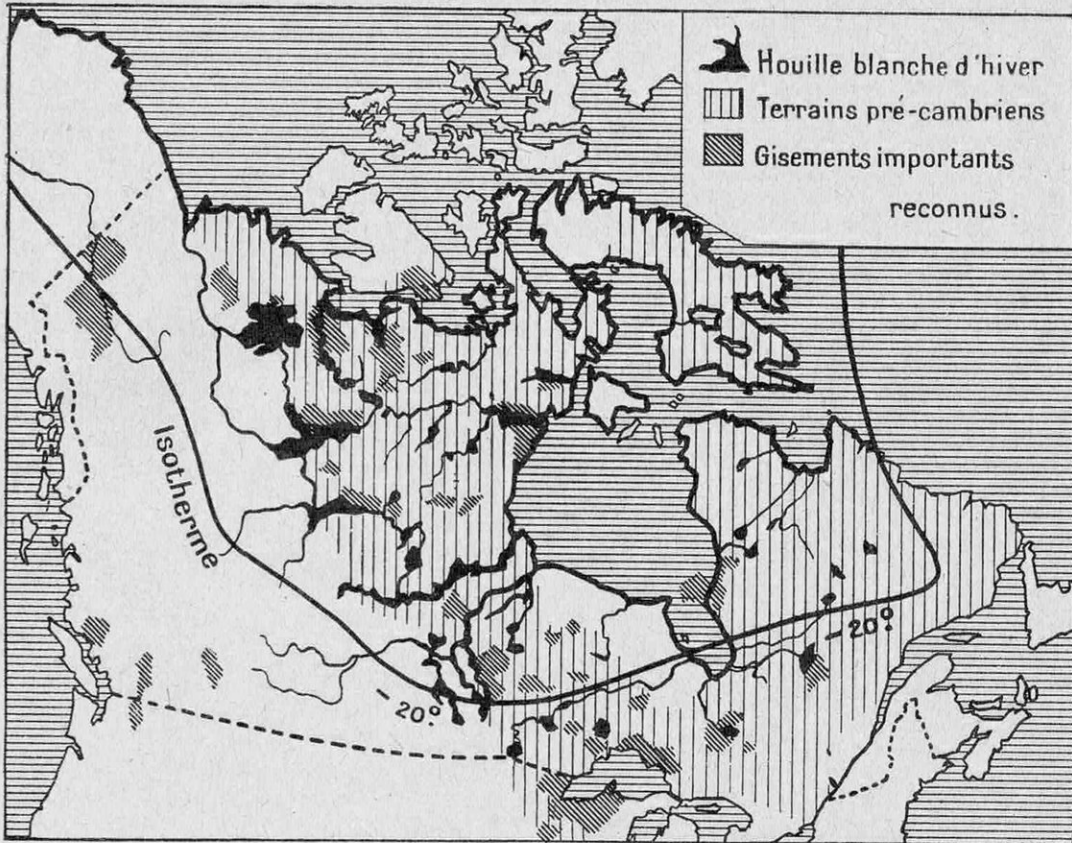 Houille blanche d'hiver
Terrains pré-cambriens
Gisements importants
reconnus.
Isotherme
- 20°
- 20°